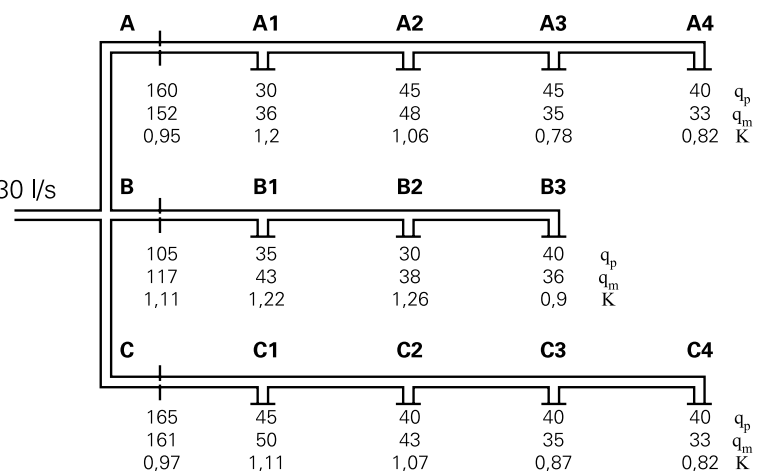 A A1 A2 A3 A4
160 30 45 45 40 qp
152 36 48 35 33 qm
0,95 1,2 1,06 0,78 0,82 K
30 l/s
B B1 B2 B3
105 35 30 40 qp
117 43 38 36 qm
1,11 1,22 1,26 0,9 K
C C1 C2 C3 C4
165 45 40 40 40 qp
161 50 43 35 33 qm
0,97 1,11 1,07 0,87 0,82 K